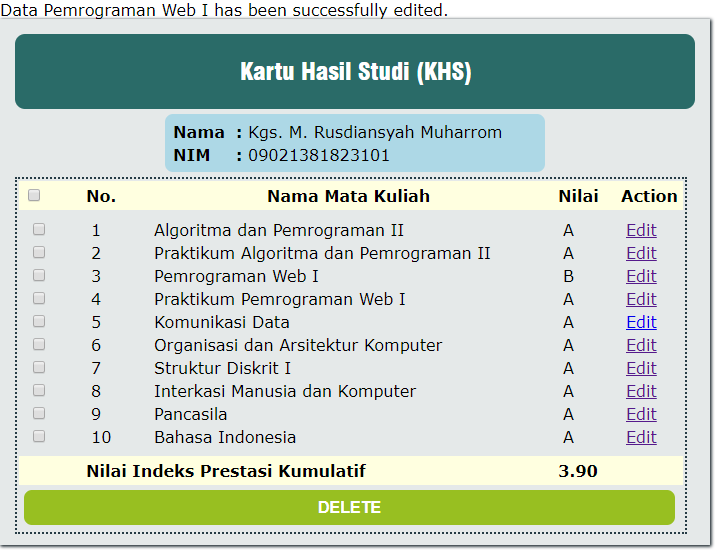 Data Pemrograman Web I has been successfully edited.
Kartu Hasil Studi (KHS)
Nama : Kgs. M. Rusdiansyah Muharrom
NIM : 09021381823101
No. Nama Mata Kuliah Nilai Action
1 Algoritma dan Pemrograman II A Edit
2 Praktikum Algoritma dan Pemrograman II A Edit
3 Pemrograman Web I B Edit
4 Praktikum Pemrograman Web I A Edit
5 Komunikasi Data A Edit
6 Organisasi dan Arsitektur Komputer A Edit
7 Struktur Diskrit I A Edit
8 Interkasi Manusia dan Komputer A Edit
9 Pancasila A Edit
10 Bahasa Indonesia A Edit
Nilai Indeks Prestasi Kumulatif 3.90
DELETE